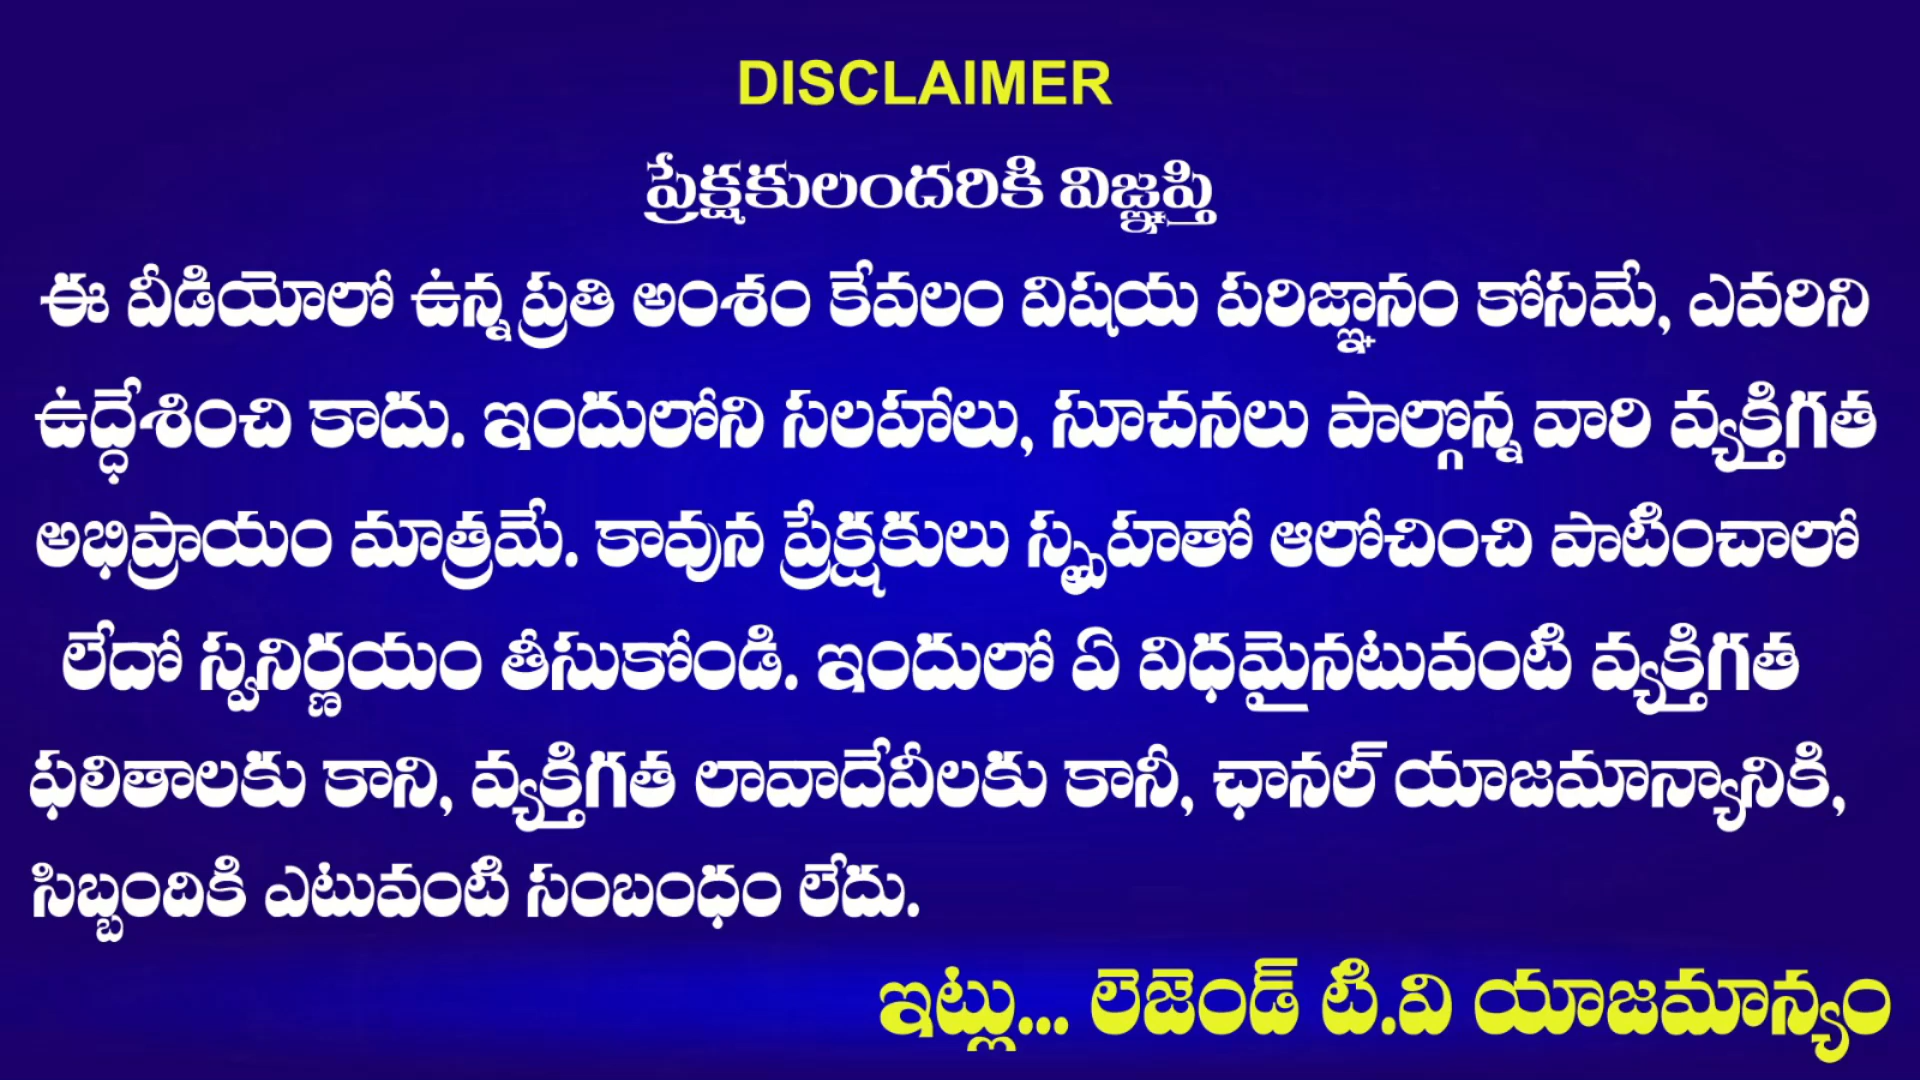 DISCLAIMER
ప్రేక్షకులందరికి విజ్ఞప్తి
ఈ వీడియోలో ఉన్న ప్రతి అంశం కేవలం విషయ పరిజ్ఞానం కోసమే, ఎవరిని
ఉద్ధేశించి కాదు. ఇందులోని సలహాలు, సూచనలు పాల్గొన్న వారి వ్యక్తిగత
అభిప్రాయం మాత్రమే. కావున ప్రేక్షకులు స్పృహతో ఆలోచించి పాటించాలో
లేదో స్వనిర్ణయం తీసుకోండి. ఇందులో ఏ విధమైనటువంటి వ్యక్తిగత
ఫలితాలకు కాని, వ్యక్తిగత లావాదేవీలకు కానీ, ఛానల్ యాజమాన్యానికి,
సిబ్బందికి ఎటువంటి సంబంధం లేదు.
ఇట్లు... లెజెండ్ టి.వి యాజమాన్యం